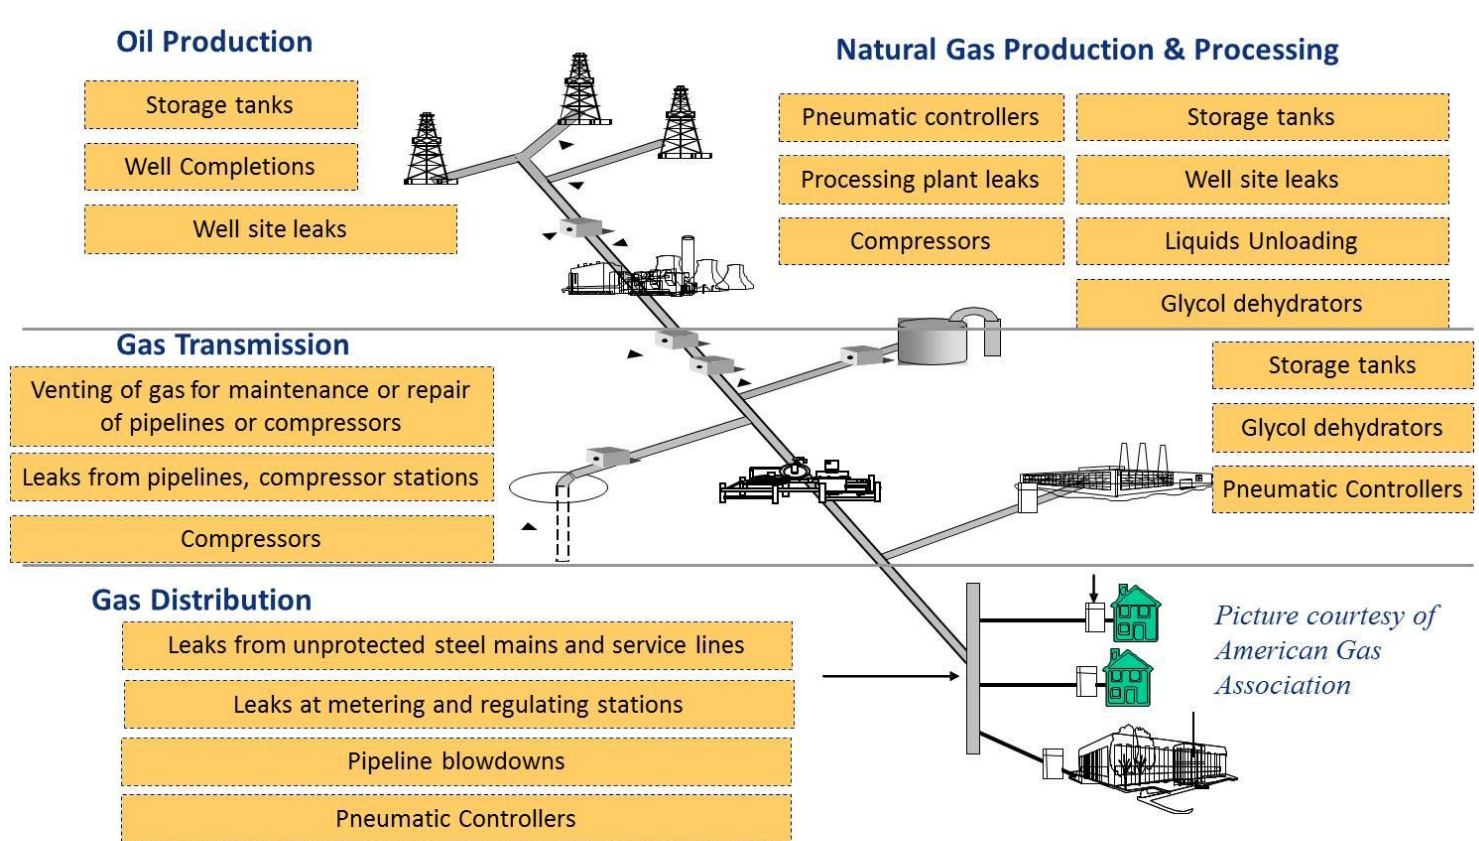 Oil Production
Storage tanks
Well Completions
Well site leaks
Natural Gas Production & Processing
Pneumatic controllers
Processing plant leaks
Compressors
Storage tanks
Well site leaks
Liquids Unloading
Glycol dehydrators
Gas Transmission
Venting of gas for maintenance or repair
of pipelines or compressors
Leaks from pipelines, compressor stations
Compressors
Storage tanks
Glycol dehydrators
Pneumatic Controllers
Gas Distribution
Leaks from unprotected steel mains and service lines
Leaks at metering and regulating stations
Pipeline blowdowns
Pneumatic Controllers
Picture courtesy of
American Gas
Association